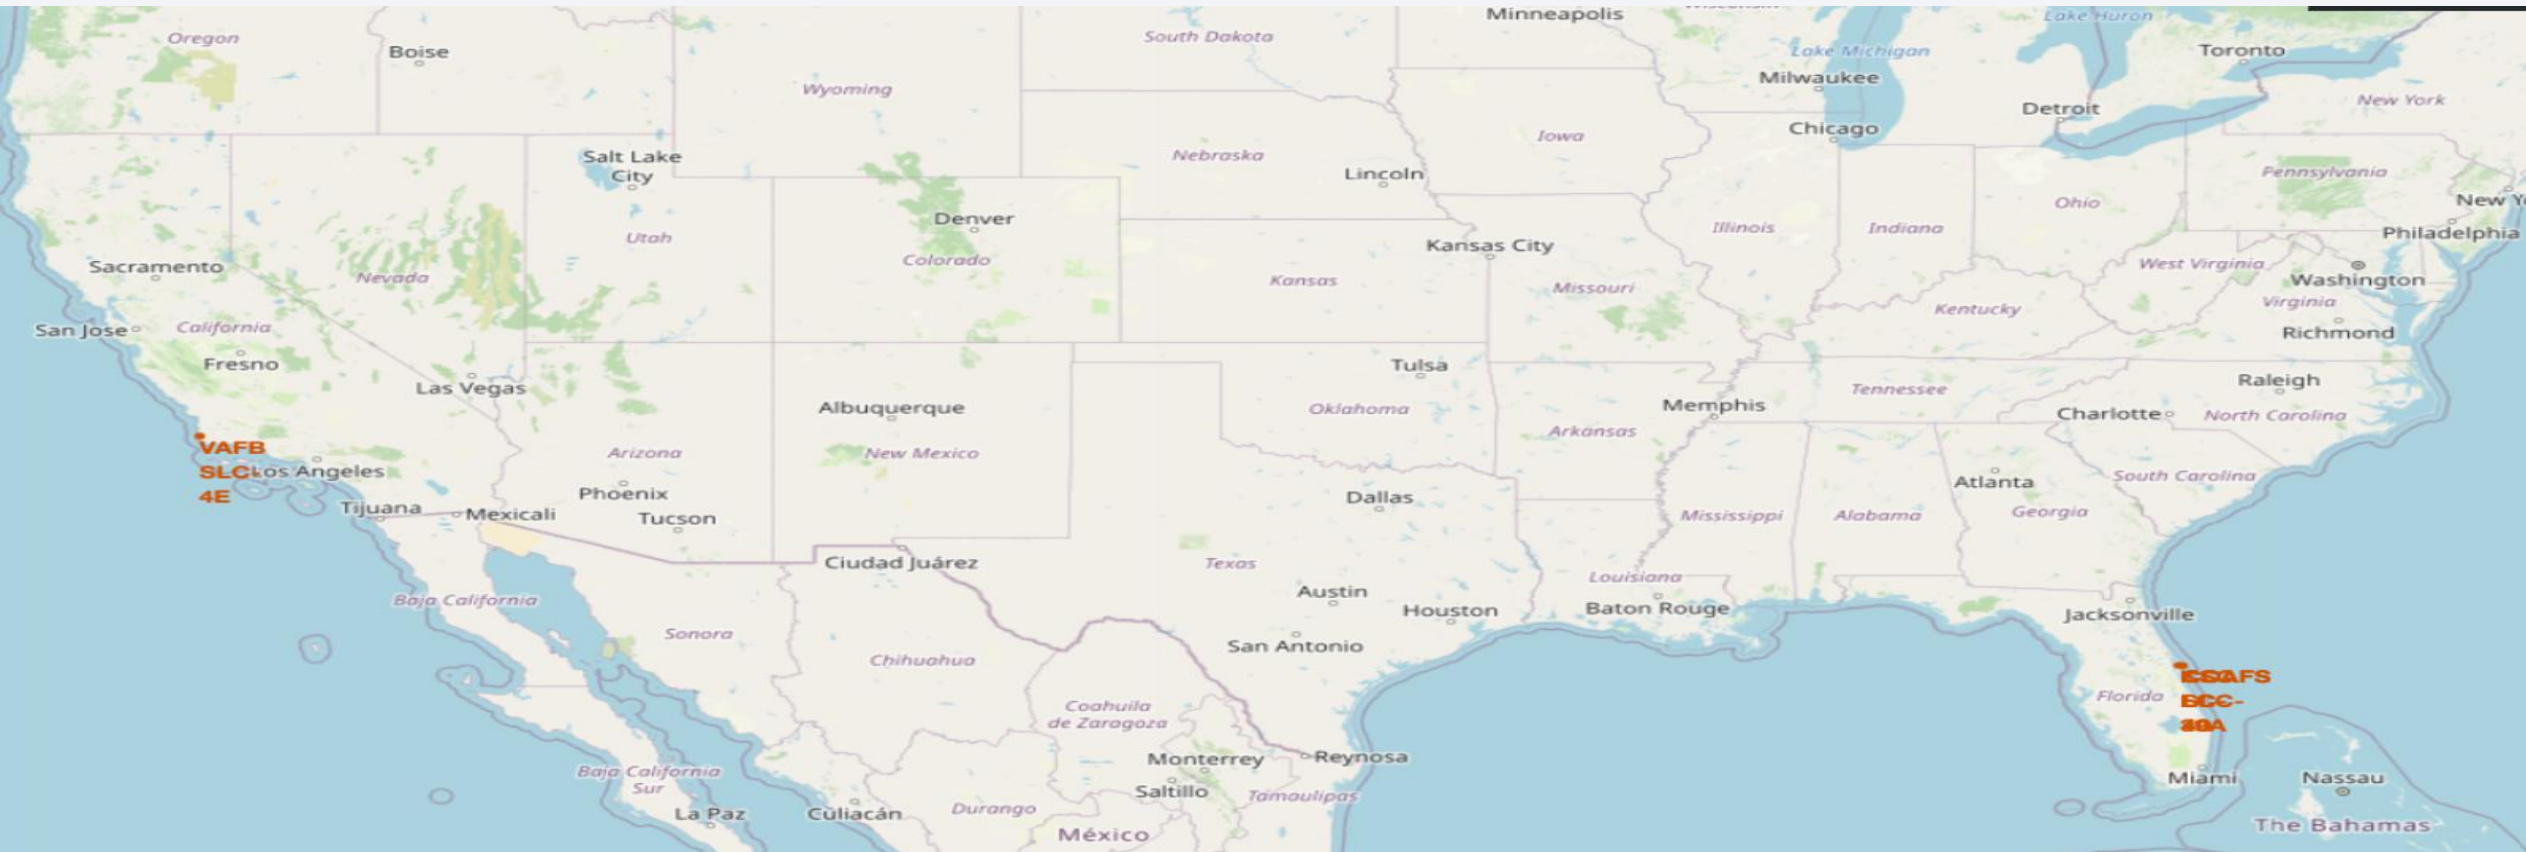 Minneapolis
Lake Huron
Oregon
South Dakota
Boise
Lake Michigan
Toronto
Milwaukee
Wyoming
New York
Detroit
Chicago
Iowa
Salt Lake
City
Nebraska
Lincoln
Pennsylvania
New Y
Ohio
Denver
Illinois
Indiana
Philadelphia
Utah
Kansas City
Colorado
West Virginia
Sacramento
Nevada
Kansas
Missouri
Washington
Virginia
Kentucky
San Jose
California
Richmond
Fresno
Tulsa
Raleigh
Las Vegas
Tennessee
Albuquerque
Oklahoma
Memphis
Charlotte
North Carolina
Arkansas
VAFB
SLC-
4E
Los Angeles
Arizona
New Mexico
South Carolina
Atlanta
Phoenix
Dallas
Tijuana
Mexicali
Tucson
Mississippi
Alabama
Georgia
Ciudad Juárez
Texas
Louisiana
Austin
Baja California
Houston
Baton Rouge
Jacksonville
Sonora
San Antonio
Chihuahua
Florida
Coahuila
de Zaragoza
Monterrey
Reynosa
Baja California
Sur
Saltillo
Tamaulipas
Miami
Nassau
La Paz
Culiacán
Durango
México
The Bahamas